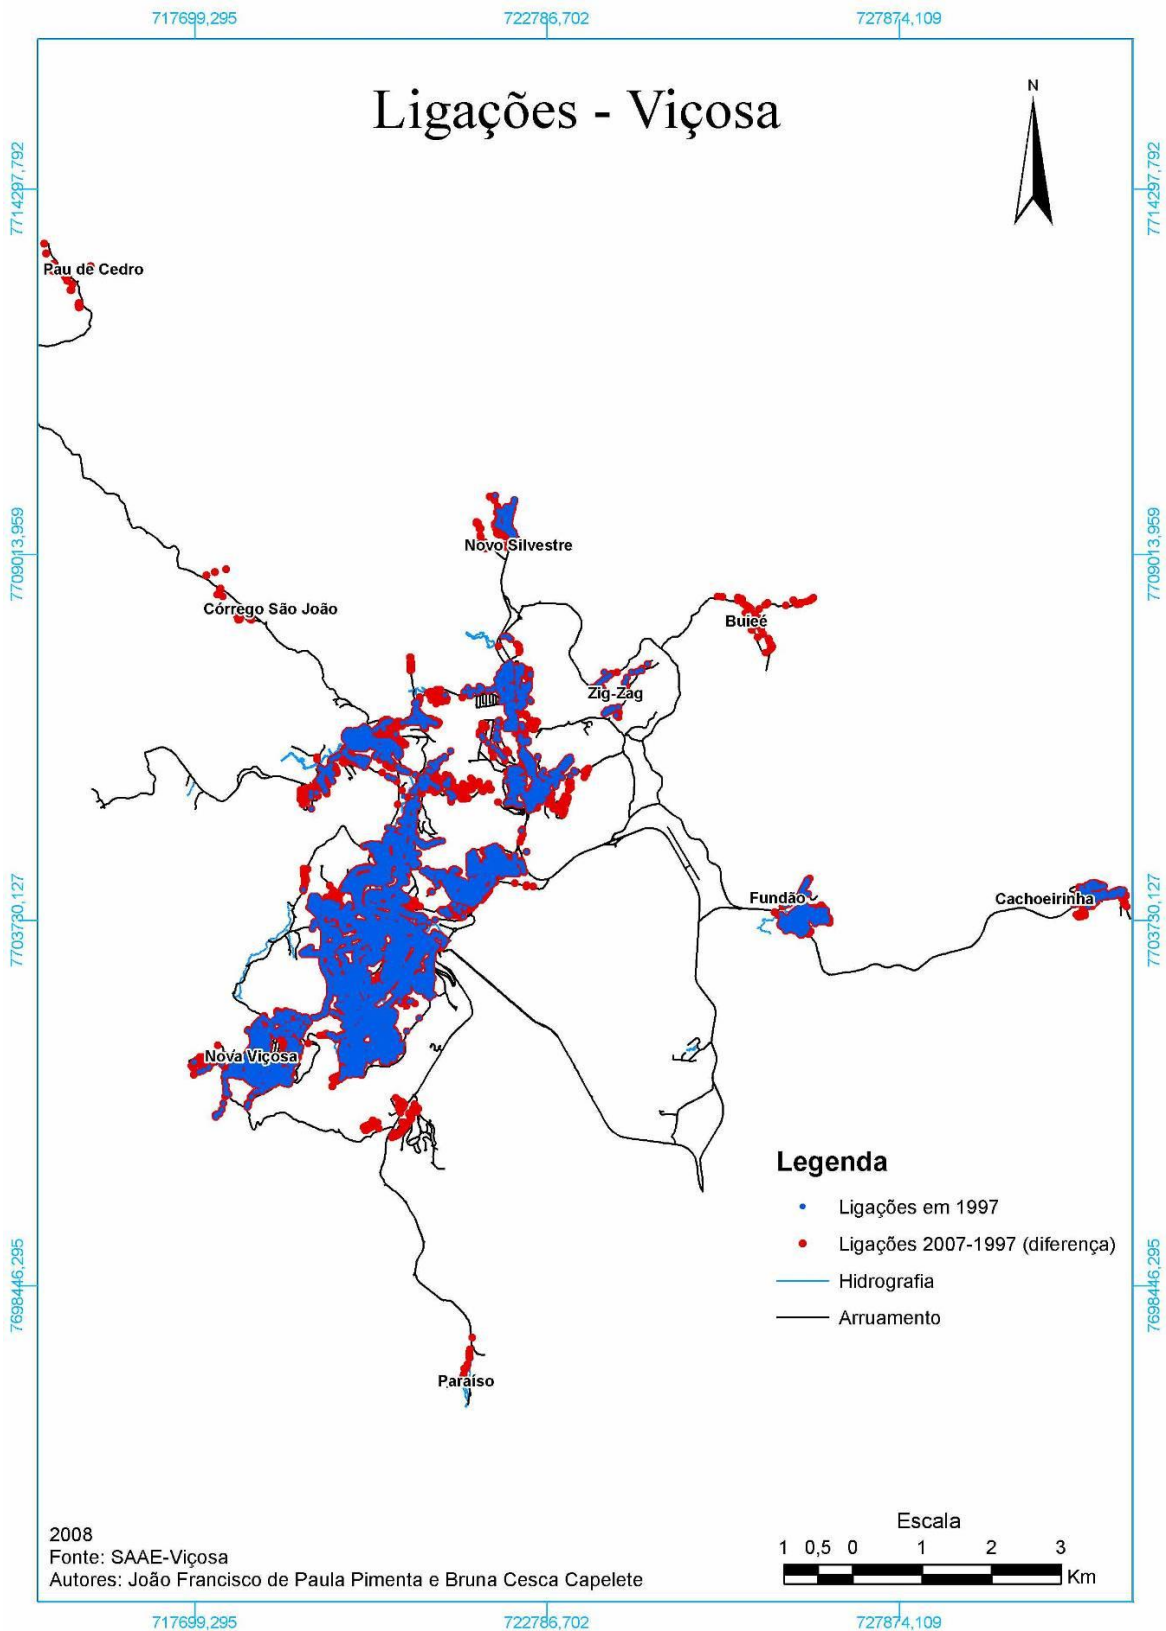 717699,295 722786,702 727874,109
Ligações - Viçosa
N
7714297,792
7714297,792
Pau de Cedro
7709013,959
7709013,959
Novo Silvestre
Córrego São João
Buieé
Zig-Zag
7703730,127
7703730,127
Fundão
Cachoeirinha
Nova Viçosa
Legenda
Ligações em 1997
Ligações 2007-1997 (diferença)
Hidrografia
Arruamento
7698446,295
7698446,295
Paraíso
Escala
1 0,5 0 1 2 3
Km
2008
Fonte: SAAE-Viçosa
Autores: João Francisco de Paula Pimenta e Bruna Cesca Capelete
717699,295 722786,702 727874,109